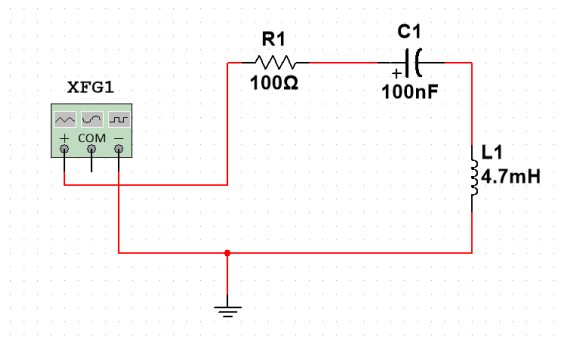 C1
R1
+
100Ω
100nF
XFG1
+ COM −
L1
4.7mH